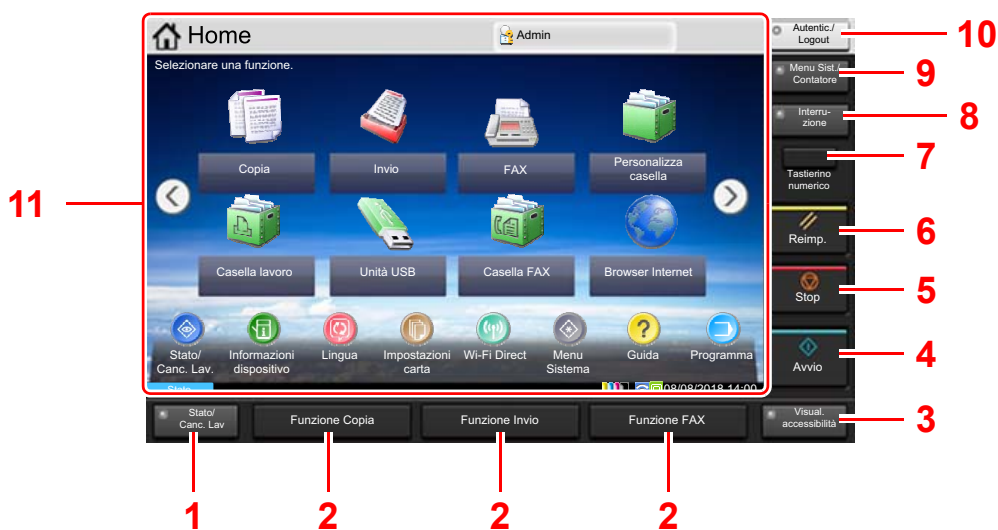 Home
Admin
Selezionare una funzione.
Copia
Invio
FAX
Personalizza
casella
Casella lavoro
Unità USB
Casella FAX
Browser Internet
Stato/
Canc. Lav.
Informazioni
dispositivo
Lingua
Impostazioni
carta
Wi-Fi Direct
Menu
Sistema
Guida
Programma
Stato
08/08/2018 14:00
Autentic./
Logout
10
Menu Sist./
Contatore
9
Interru-
zione
8
7
Tastierino
numerico
Reimp.
6
Stop
5
Avvio
4
Visual.
accessibilità
3
11
Stato/
Canc. Lav
Funzione Copia
Funzione Invio
Funzione FAX
1
2
2
2